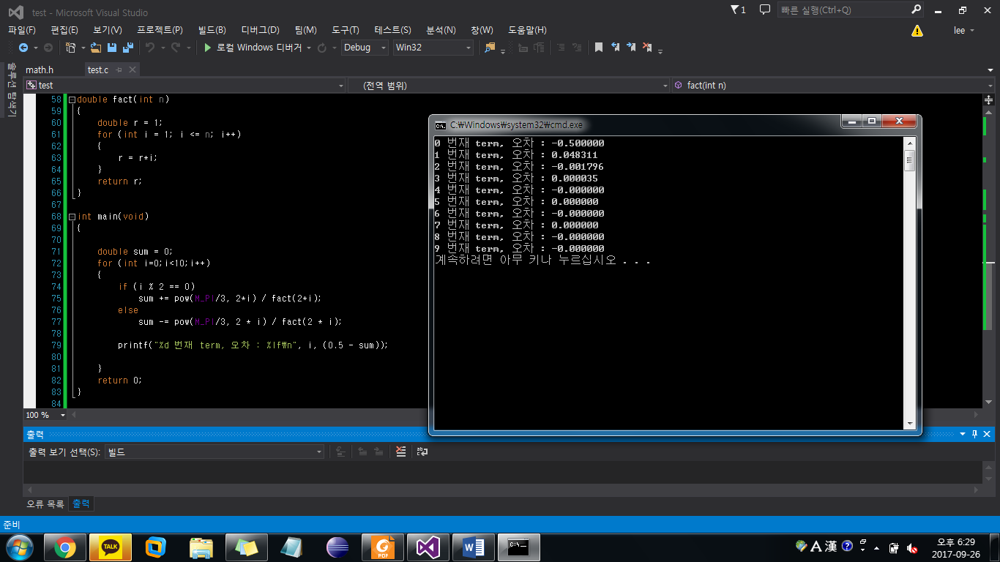 test - Microsoft Visual Studio
1
빠른 실행(Ctrl+Q)
파일(F) 편집(E) 보기(V) 프로젝트(P) 빌드(B) 디버그(D) 팀(M) 도구(T) 테스트(S) 분석(N) 창(W) 도움말(H)
lee
로컬 Windows 디버거 Debug Win32
솔루션 탐색기
math.h test.c
test (전역 범위) fact(int n)
58 double fact(int n)
59 {
60 double r = 1;
61 for (int i = 1; i <= n; i++)
62 {
63 r = r*i;
64 }
65 return r;
66 }
67
68 int main(void)
69 {
70
71 double sum = 0;
72 for (int i=0;i<10;i++)
73 {
74 if (i % 2 == 0)
75 sum += pow(M_PI/3, 2*i) / fact(2*i);
76 else
77 sum -= pow(M_PI/3, 2 * i) / fact(2 * i);
78
79 printf("%d 번재 term, 오차 : %lf₩n", i, (0.5 - sum));
80
81 }
82 return 0;
83 }
84
100 %
C:₩Windows₩system32₩cmd.exe
0 번재 term, 오차 : -0.500000
1 번재 term, 오차 : 0.048311
2 번재 term, 오차 : -0.001796
3 번재 term, 오차 : 0.000035
4 번재 term, 오차 : -0.000000
5 번재 term, 오차 : 0.000000
6 번재 term, 오차 : -0.000000
7 번재 term, 오차 : 0.000000
8 번재 term, 오차 : -0.000000
9 번재 term, 오차 : -0.000000
계속하려면 아무 키나 누르십시오 . . .
출력
출력 보기 선택(S): 빌드
오류 목록 출력
준비
TALK
PDF
A 漢
오후 6:29
2017-09-26